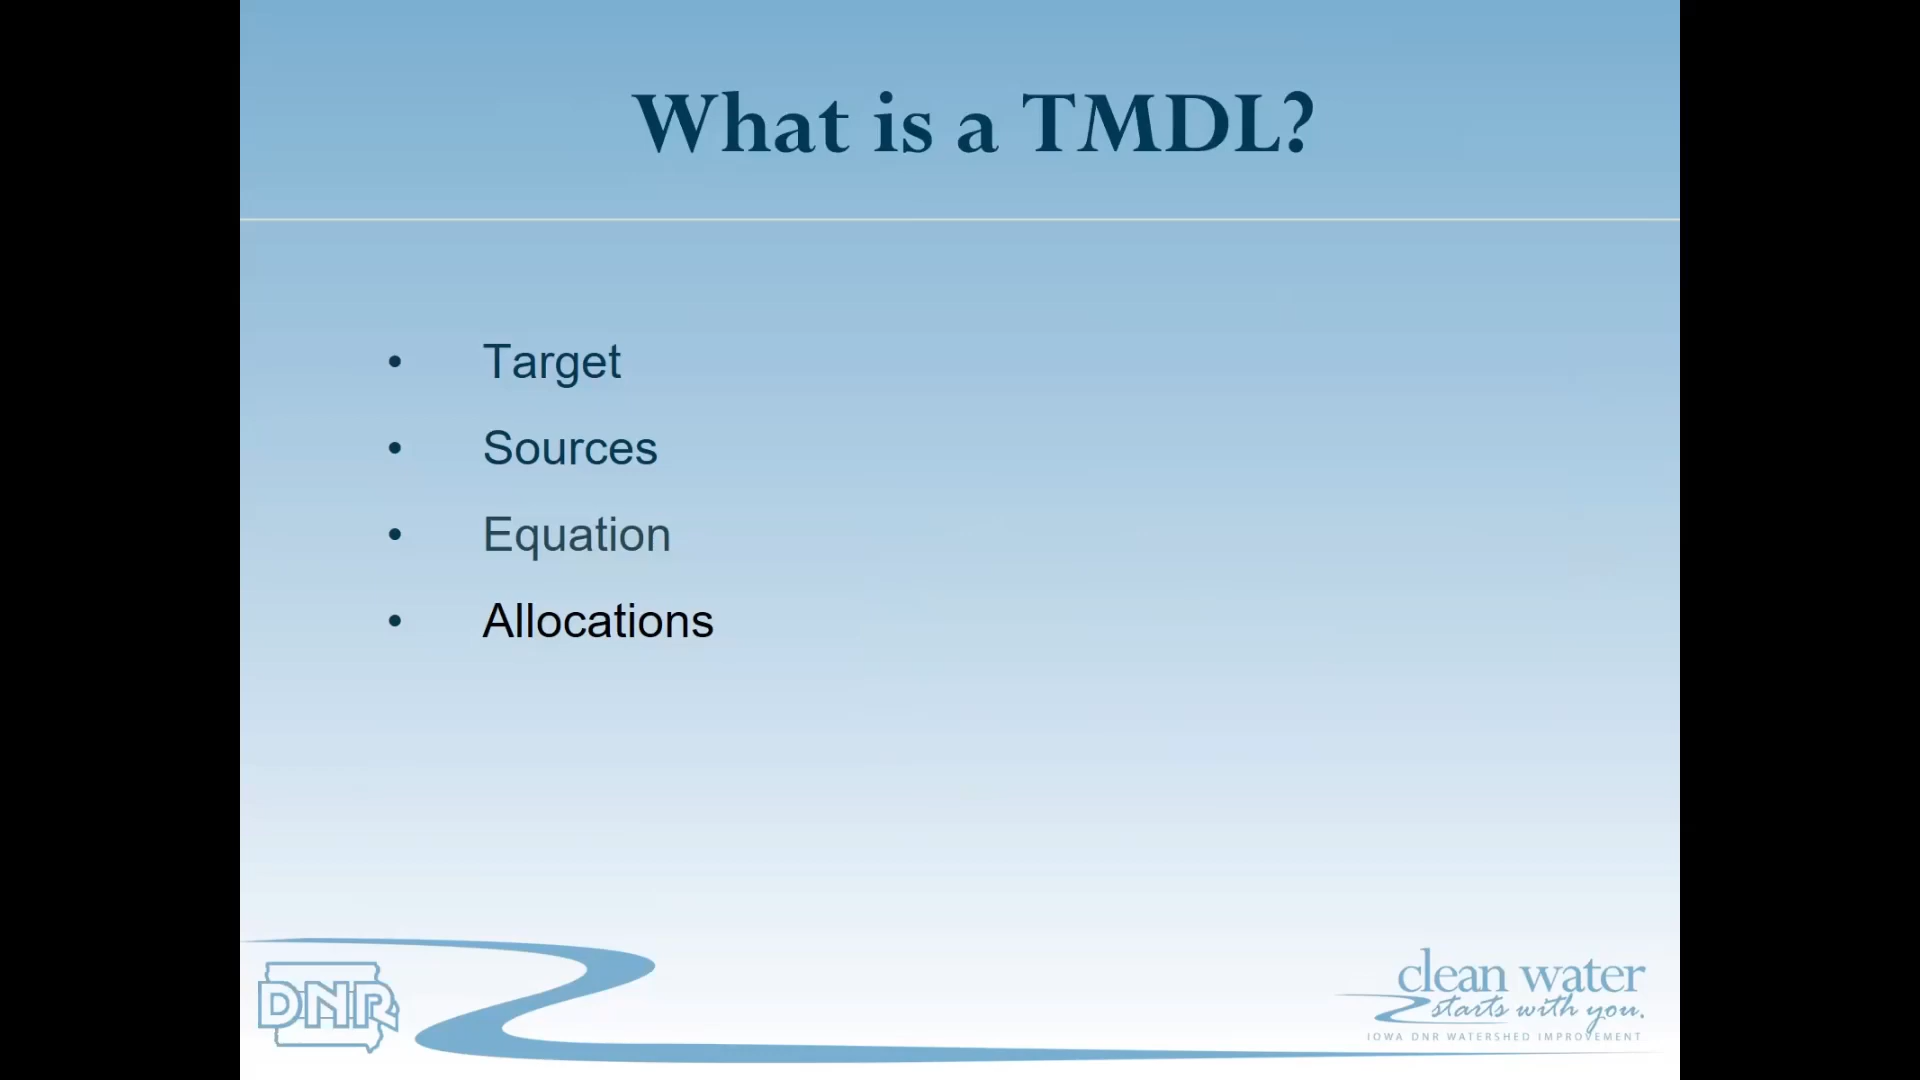 What is a TMDL?
• Target
• Sources
• Equation
• Allocations
DNR
clean water
starts with you.
IOWA DNR WATERSHED IMPROVEMENT